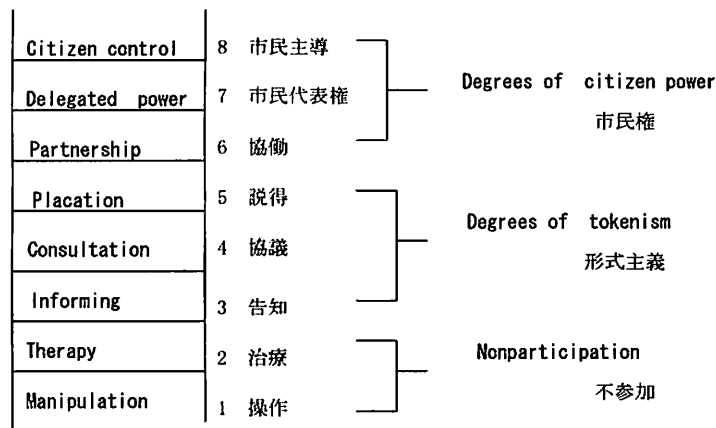 Citizen control 8 市民主導
Delegated power 7 市民代表権
Partnership 6 協働
Degrees of citizen power
市民権
Placation 5 説得
Consultation 4 協議
Informing 3 告知
Degrees of tokenism
形式主義
Therapy 2 治療
Manipulation 1 操作
Nonparticipation
不参加